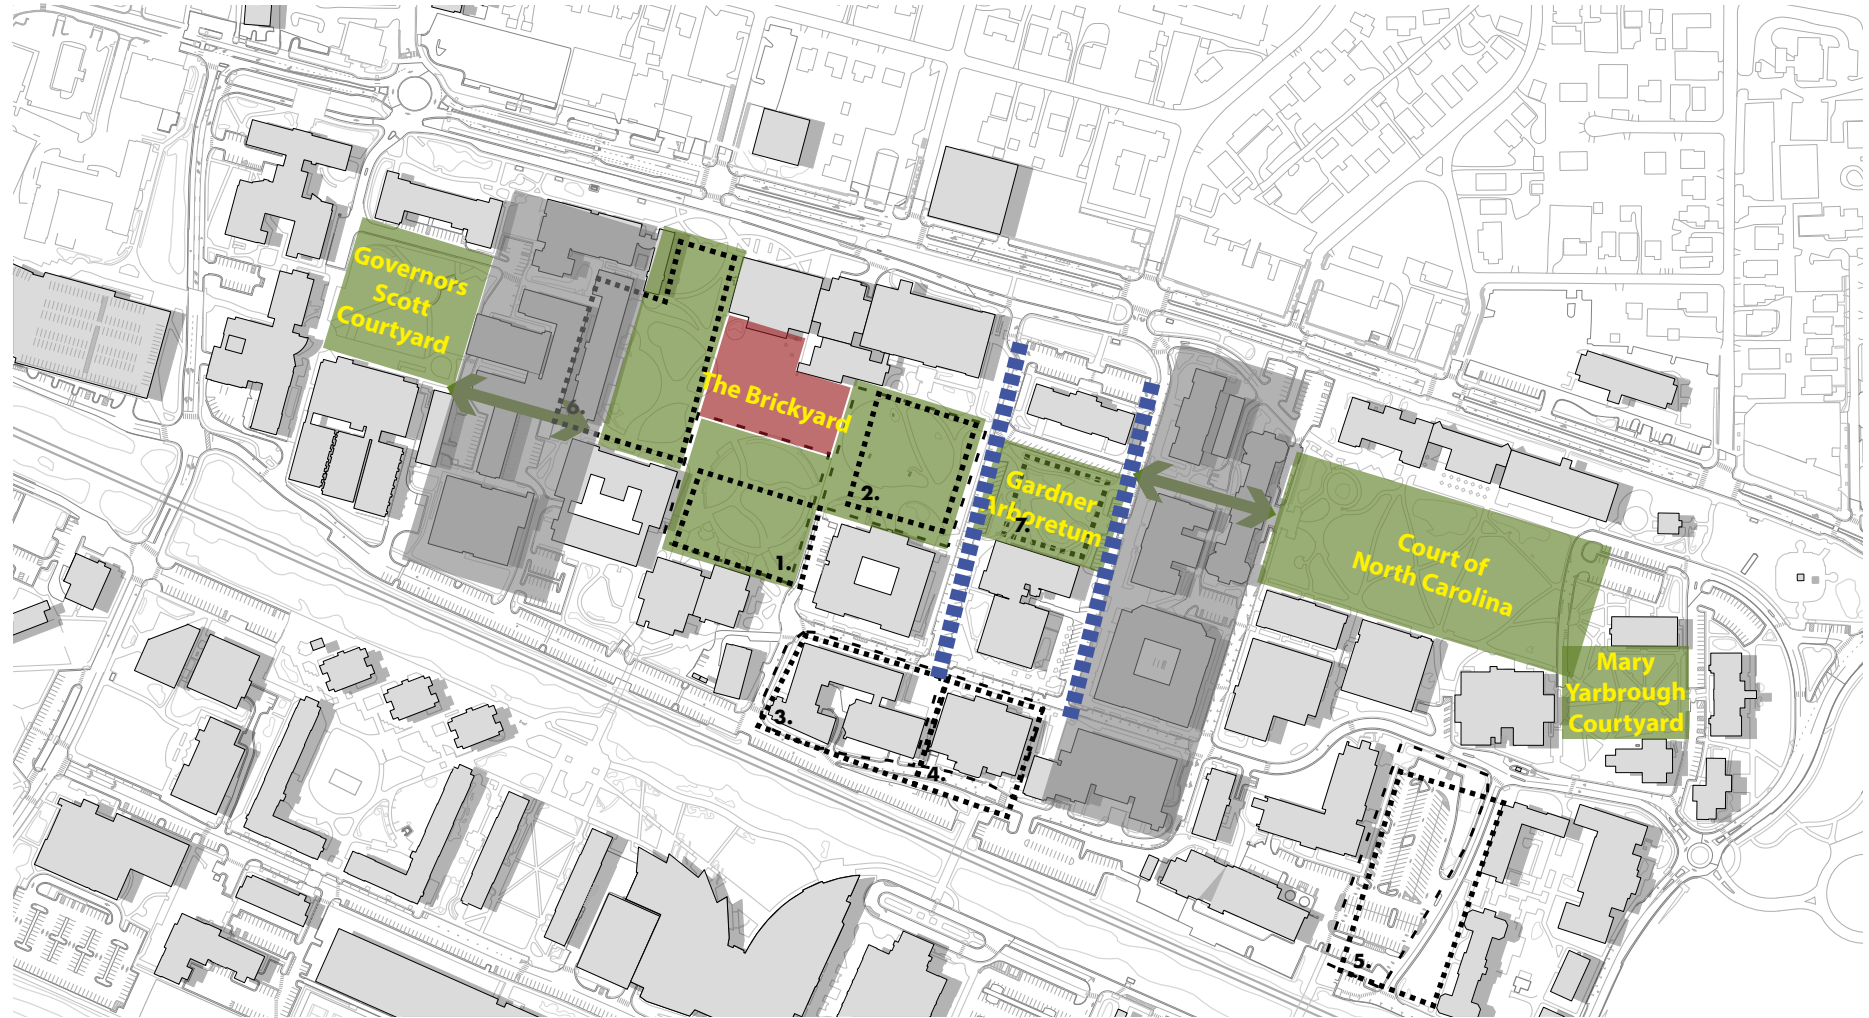 Governors
Scott
Courtyard
6.
The Brickyard
1.
2.
Gardner
Arboretum
7.
Court of
North Carolina
Mary
Yarbrough
Courtyard
3.
4.
5.